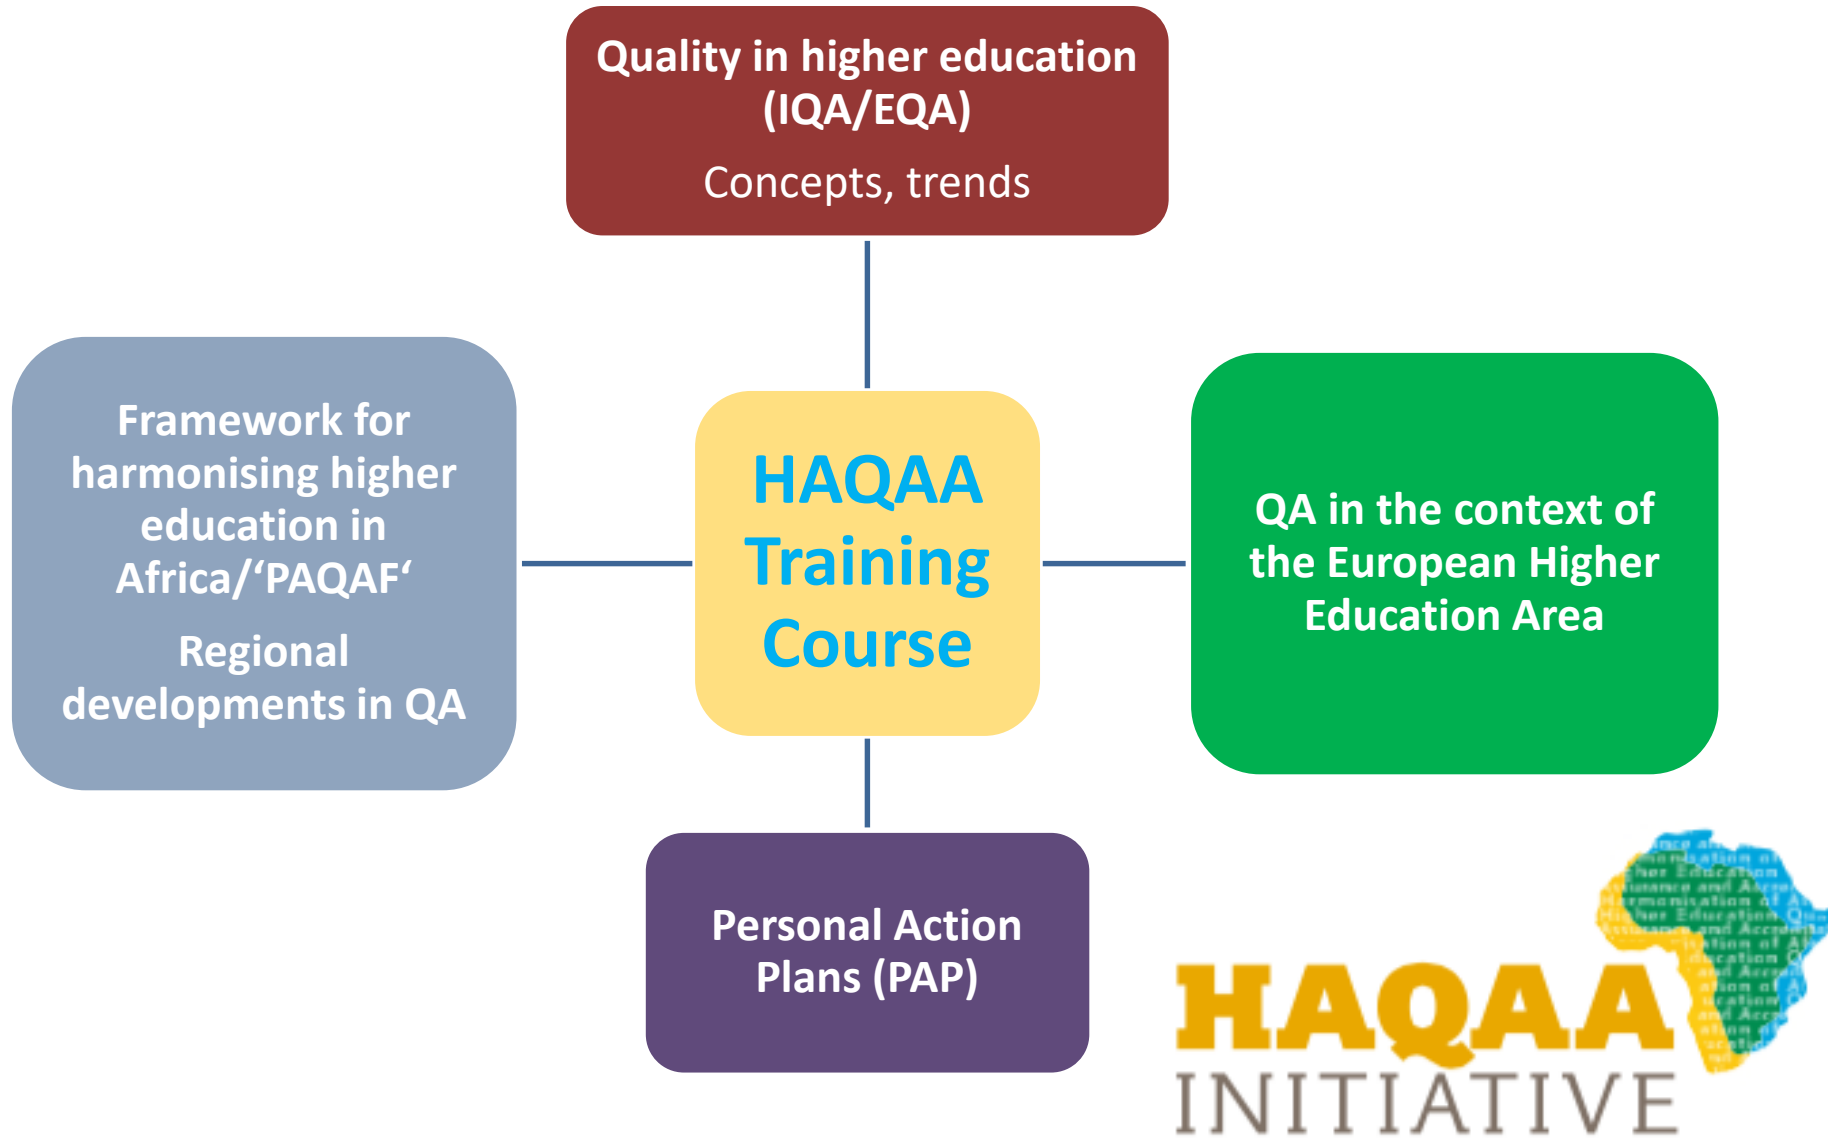 Quality in higher education
(IQA/EQA)
Concepts, trends
Framework for
harmonising higher
education in
Africa/‘PAQAF‘
Regional
developments in QA
HAQAA
Training
Course
QA in the context of
the European Higher
Education Area
Personal Action
Plans (PAP)
HAQAA
INITIATIVE